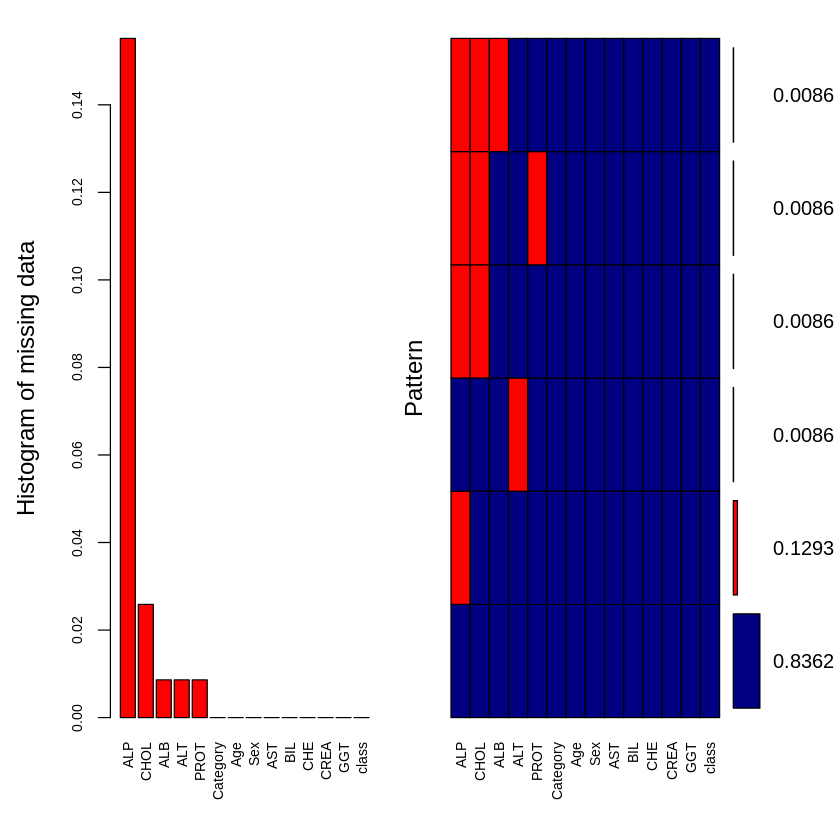 Histogram of missing data
0.14
0.12
0.10
0.08
0.06
0.04
0.02
0.00
ALP
CHOL
ALB
ALT
PROT
Category
Age
Sex
AST
BIL
CHE
CREA
GGT
class
Pattern
0.0086
0.0086
0.0086
0.0086
0.1293
0.8362
ALP
CHOL
ALB
ALT
PROT
Category
Age
Sex
AST
BIL
CHE
CREA
GGT
class